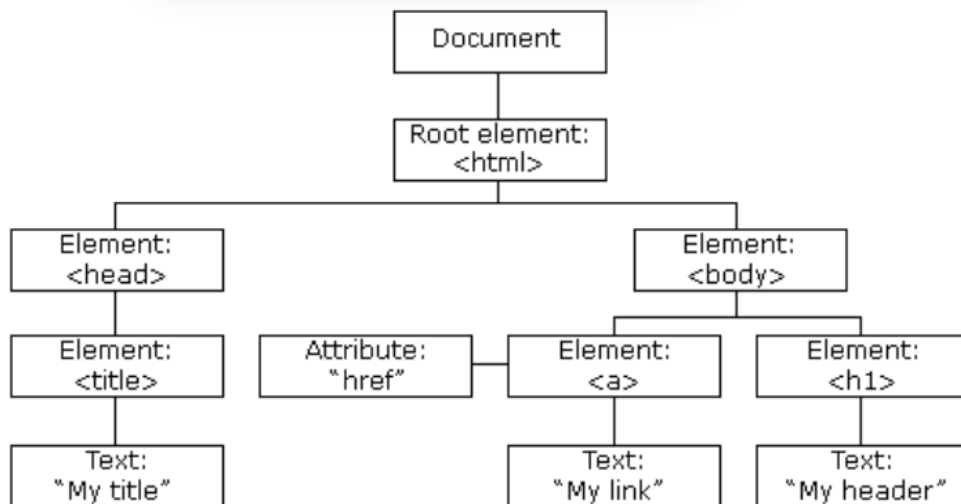 Document
Root element:
<html>
Element:
<head>
Element:
<body>
Element:
<title>
Attribute:
“href”
Element:
<a>
Element:
<h1>
Text:
“My title”
Text:
“My link”
Text:
“My header”